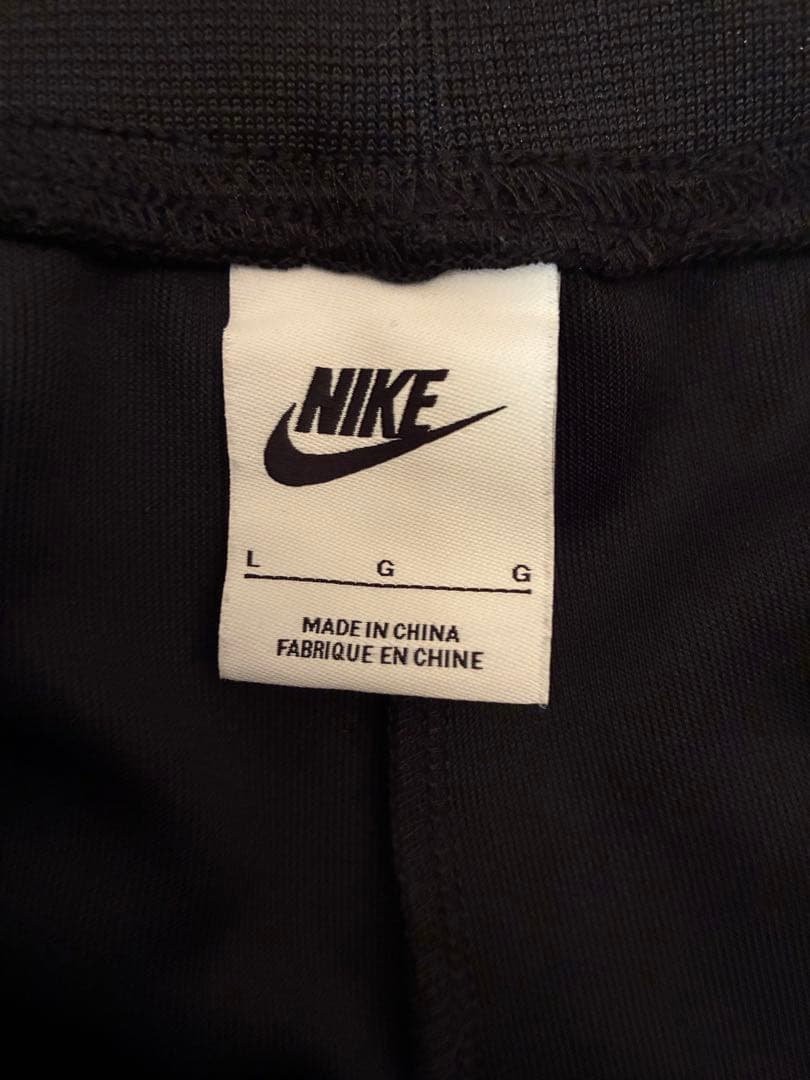 NIKE
L G G
MADE IN CHINA
FABRIQUE EN CHINE